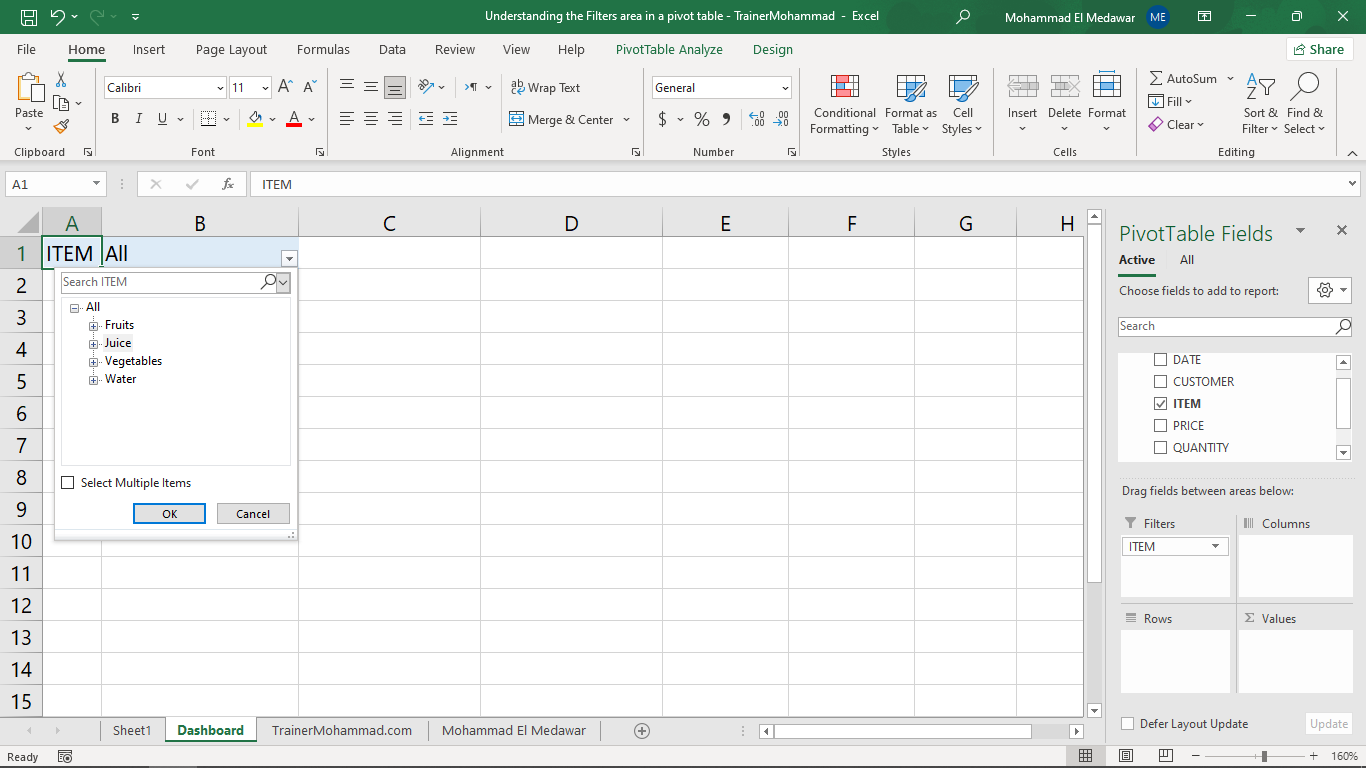 Understanding the Filters area in a pivot table - TrainerMohammad - Excel
Mohammad El Medawar ME
File Home Insert Page Layout Formulas Data Review View Help PivotTable Analyze Design Share
Paste
Clipboard
Calibri 11
B I U A
Font
Wrap Text
Merge & Center
Alignment
General
$ % 9 .00 .00
Number
Conditional Formatting
Format as Table
Cell Styles
Styles
Insert Delete Format
Cells
AutoSum
Fill
Clear
Sort & Filter
Find & Select
Editing
A1 fx ITEM
A B C D E F G H
1 ITEM All
2
3
4
5
6
7
8
9
10
11
12
13
14
15
Search ITEM
All
Fruits
Juice
Vegetables
Water
Select Multiple Items
OK Cancel
PivotTable Fields
Active All
Choose fields to add to report:
Search
DATE
CUSTOMER
ITEM
PRICE
QUANTITY
Drag fields between areas below:
Filters Columns
ITEM
Rows Σ Values
Defer Layout Update Update
Sheet1 Dashboard TrainerMohammad.com Mohammad El Medawar
Ready 160%